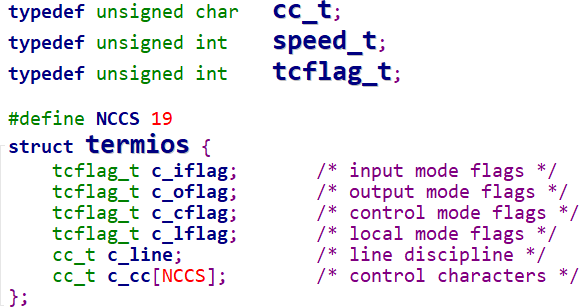 typedef unsigned char   cc_t;
typedef unsigned int    speed_t;
typedef unsigned int    tcflag_t;

#define NCCS 19
struct termios {
    tcflag_t c_iflag;       /* input mode flags */
    tcflag_t c_oflag;       /* output mode flags */
    tcflag_t c_cflag;       /* control mode flags */
    tcflag_t c_lflag;       /* local mode flags */
    cc_t c_line;            /* line discipline */
    cc_t c_cc[NCCS];        /* control characters */
};